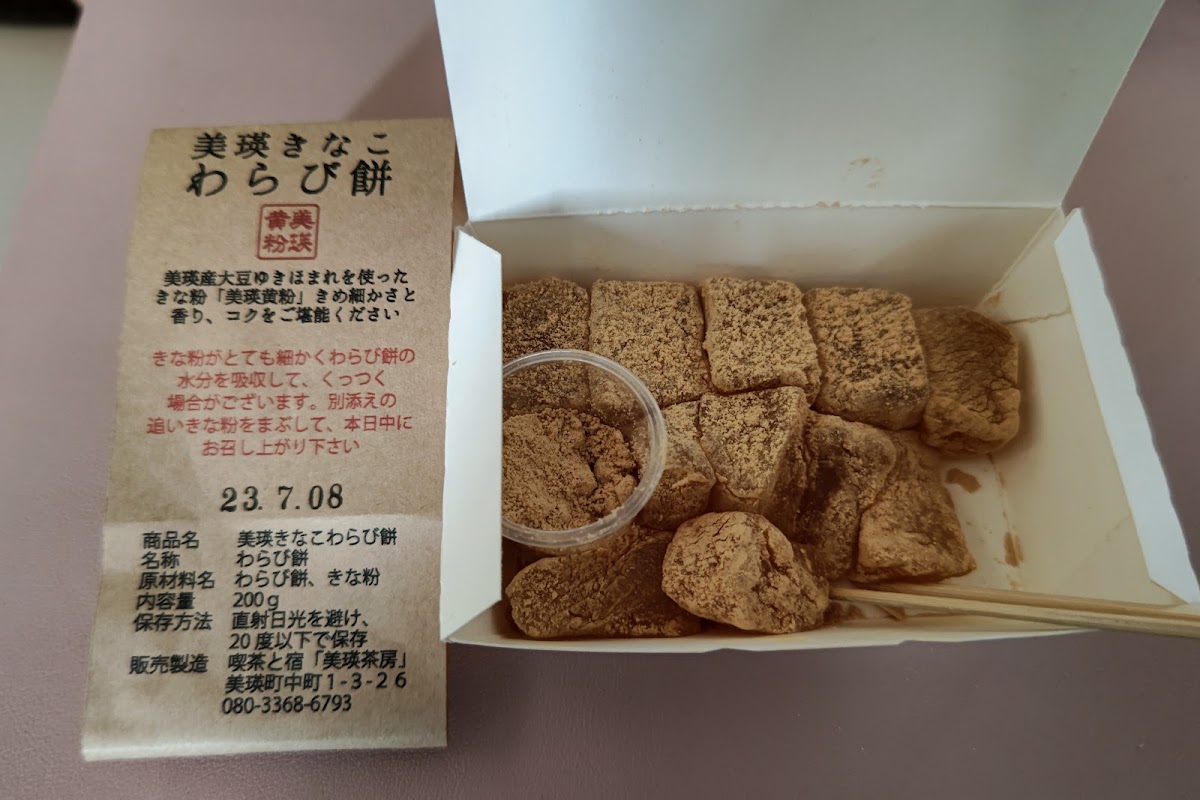 美瑛きなこ
わらび餅
美瑛
黄粉
美瑛産大豆ゆきほまれを使った
きな粉「美瑛黄粉」きめ細かさと
香り、コクをご堪能ください
きな粉がとても細かくわらび餅の
水分を吸収して、くっつく
場合がございます。別添えの
追いきな粉をまぶして、本日中に
お召し上がり下さい
23.7.08
商品名 美瑛きなこわらび餅
名称 わらび餅
原材料名 わらび餅、きな粉
内容量 200g
保存方法 直射日光を避け、
20度以下で保存
販売製造 喫茶と宿「美瑛茶房」
美瑛町中町1-3-26
080-3368-6793